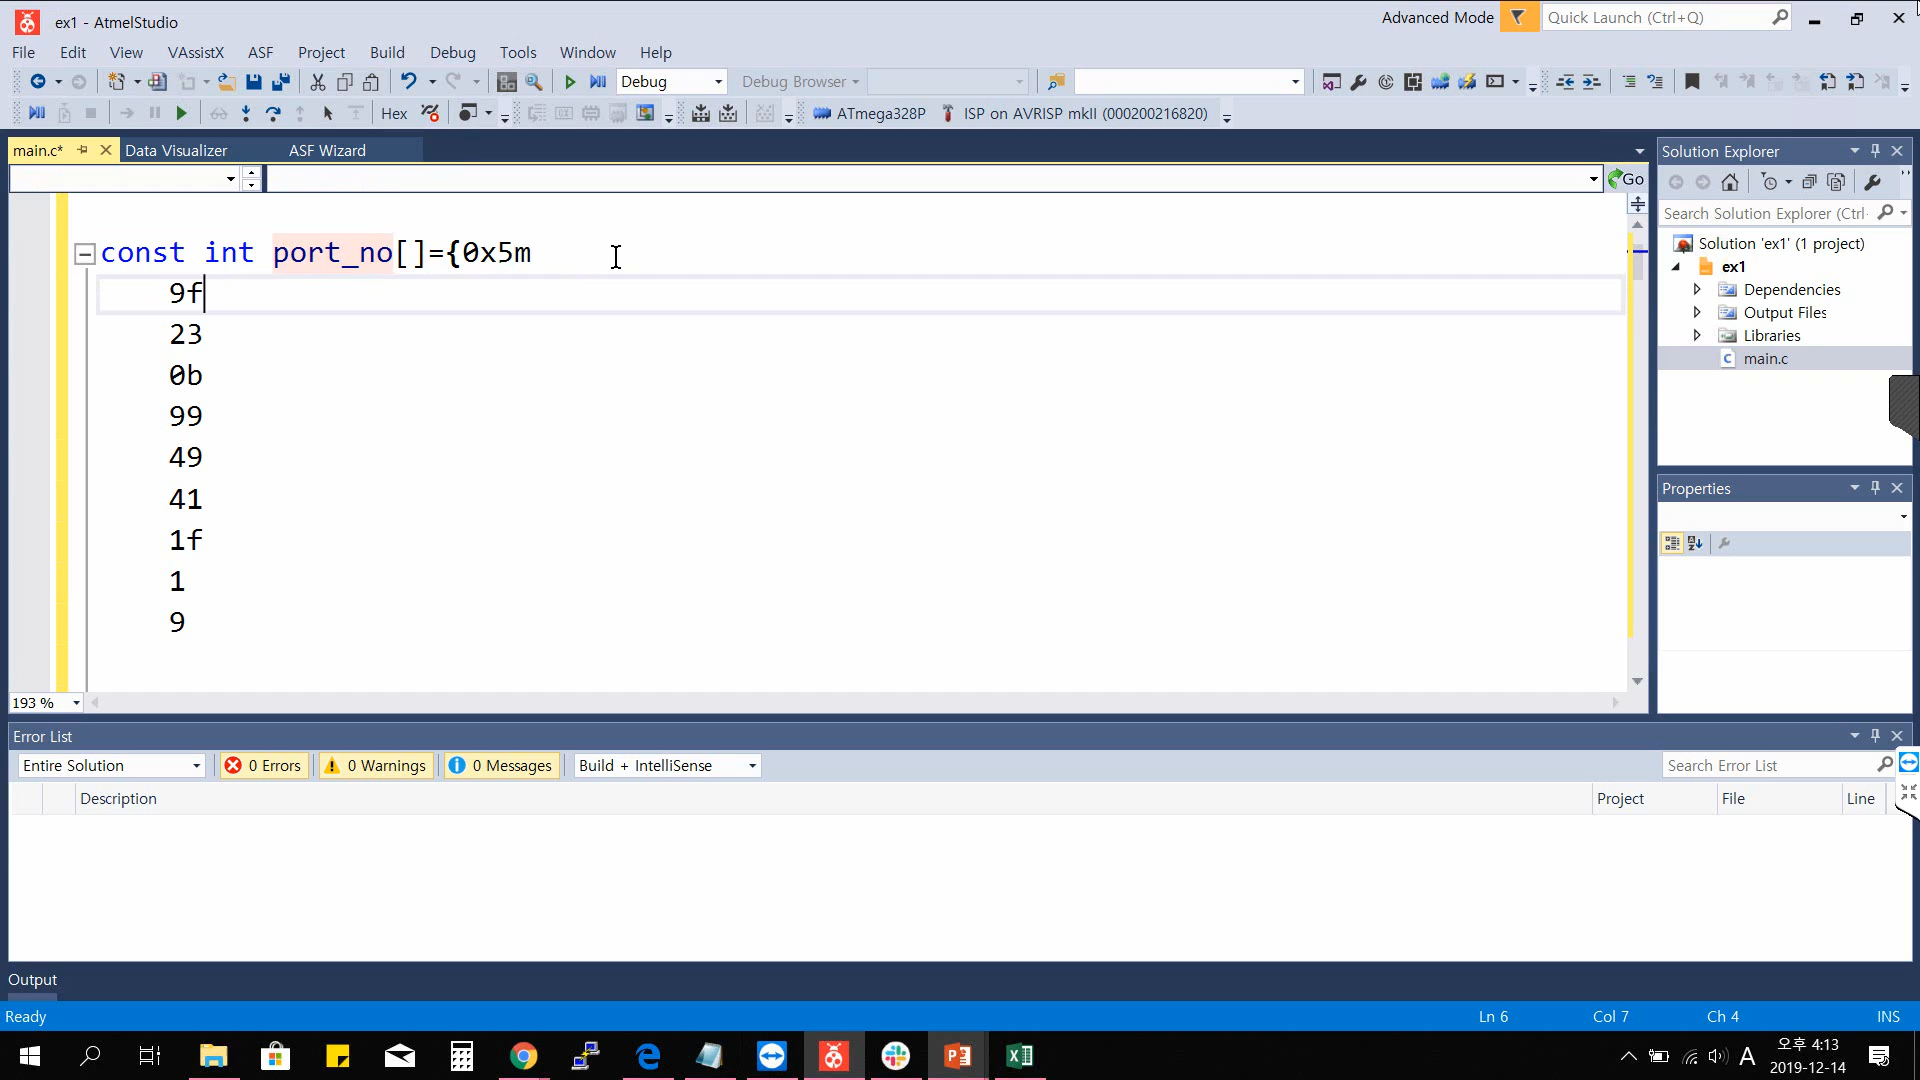 ex1 - AtmelStudio
Advanced Mode
Quick Launch (Ctrl+Q)
File Edit View VAssistX ASF Project Build Debug Tools Window Help
Debug
Debug Browser
Hex
ATmega328P
ISP on AVRISP mkII (000200216820)
main.c*
Data Visualizer
ASF Wizard
Go
const int port_no[]={0x5m
9f
23
0b
99
49
41
1f
1
9
193 %
Solution Explorer
Search Solution Explorer (Ctrl
Solution 'ex1' (1 project)
ex1
Dependencies
Output Files
Libraries
main.c
Properties
Error List
Entire Solution
0 Errors
0 Warnings
0 Messages
Build + IntelliSense
Search Error List
Description
Project
File
Line
Output
Ready
Ln 6
Col 7
Ch 4
INS
A
오후 4:13
2019-12-14